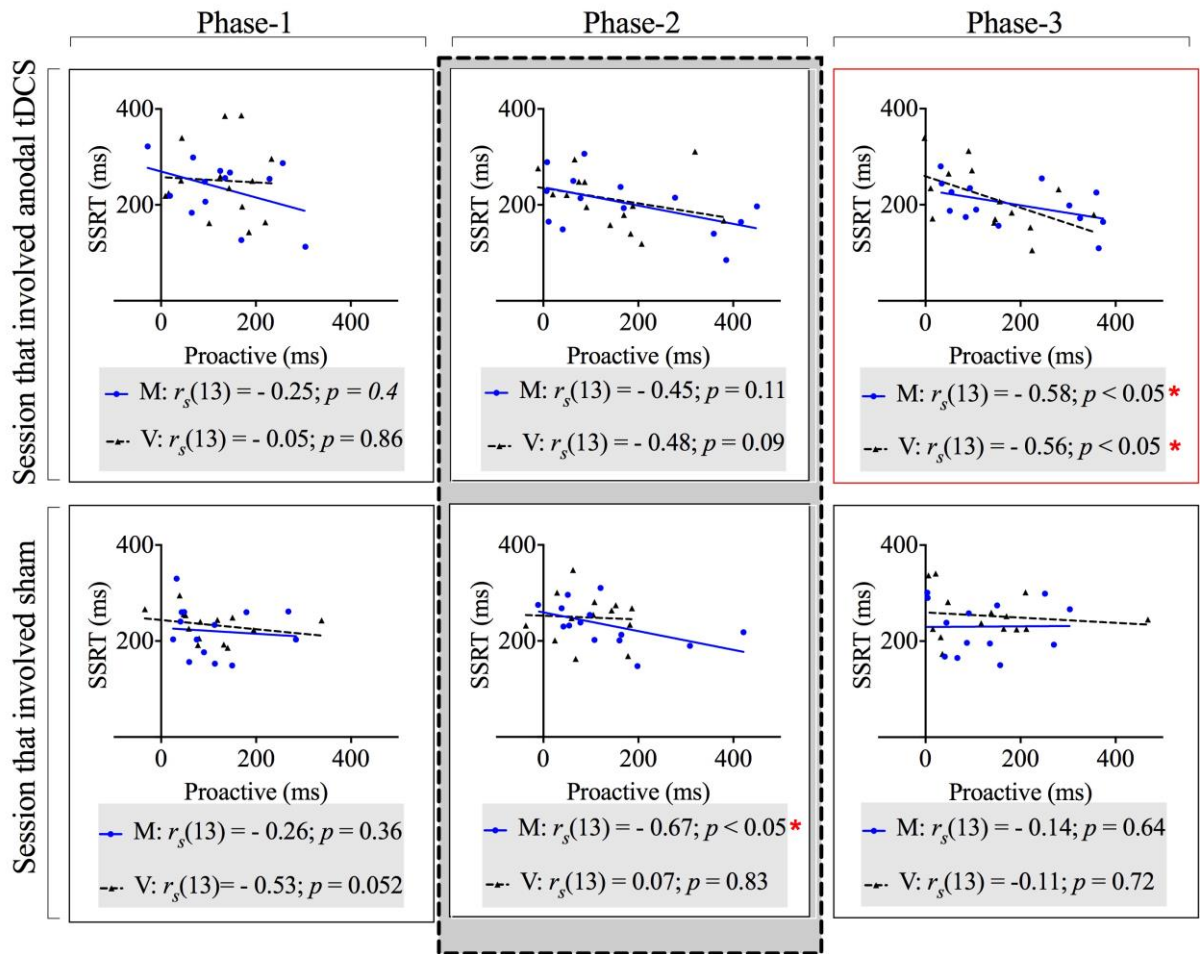 Phase-1
Phase-2
Phase-3
Session that involved anodal tDCS
400
200
SSRT (ms)
0
200
400
Proactive (ms)
M: rs(13) = - 0.25; p = 0.4
V: rs(13) = - 0.05; p = 0.86
400
200
SSRT (ms)
0
200
400
Proactive (ms)
M: rs(13) = - 0.45; p = 0.11
V: rs(13) = - 0.48; p = 0.09
400
200
SSRT (ms)
0
200
400
Proactive (ms)
M: rs(13) = - 0.58; p < 0.05 *
V: rs(13) = - 0.56; p < 0.05 *
Session that involved sham
400
200
SSRT (ms)
0
200
400
Proactive (ms)
M: rs(13) = - 0.26; p = 0.36
V: rs(13)= - 0.53; p = 0.052
400
200
SSRT (ms)
0
200
400
Proactive (ms)
M: rs(13) = - 0.67; p < 0.05 *
V: rs(13) = 0.07; p = 0.83
400
200
SSRT (ms)
0
200
400
Proactive (ms)
M: rs(13) = - 0.14; p = 0.64
V: rs(13) = -0.11; p = 0.72